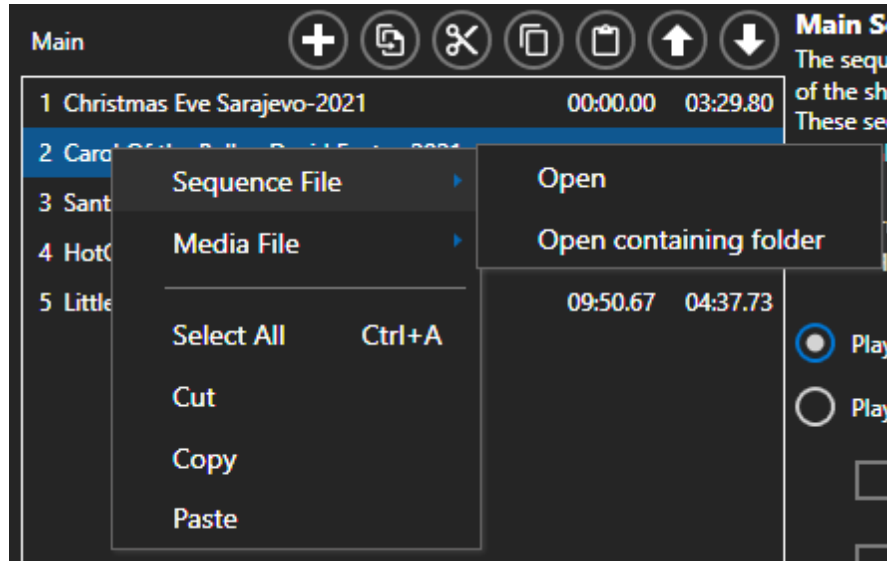 Main
Main S
The sequ
of the sh
These se
1 Christmas Eve Sarajevo-2021 00:00.00 03:29.80
2 Caro
3 Sant
4 Hot
5 Little 09:50.67 04:37.73
Sequence File
Media File
Select All Ctrl+A
Cut
Copy
Paste
Open
Open containing folder
Play
Play